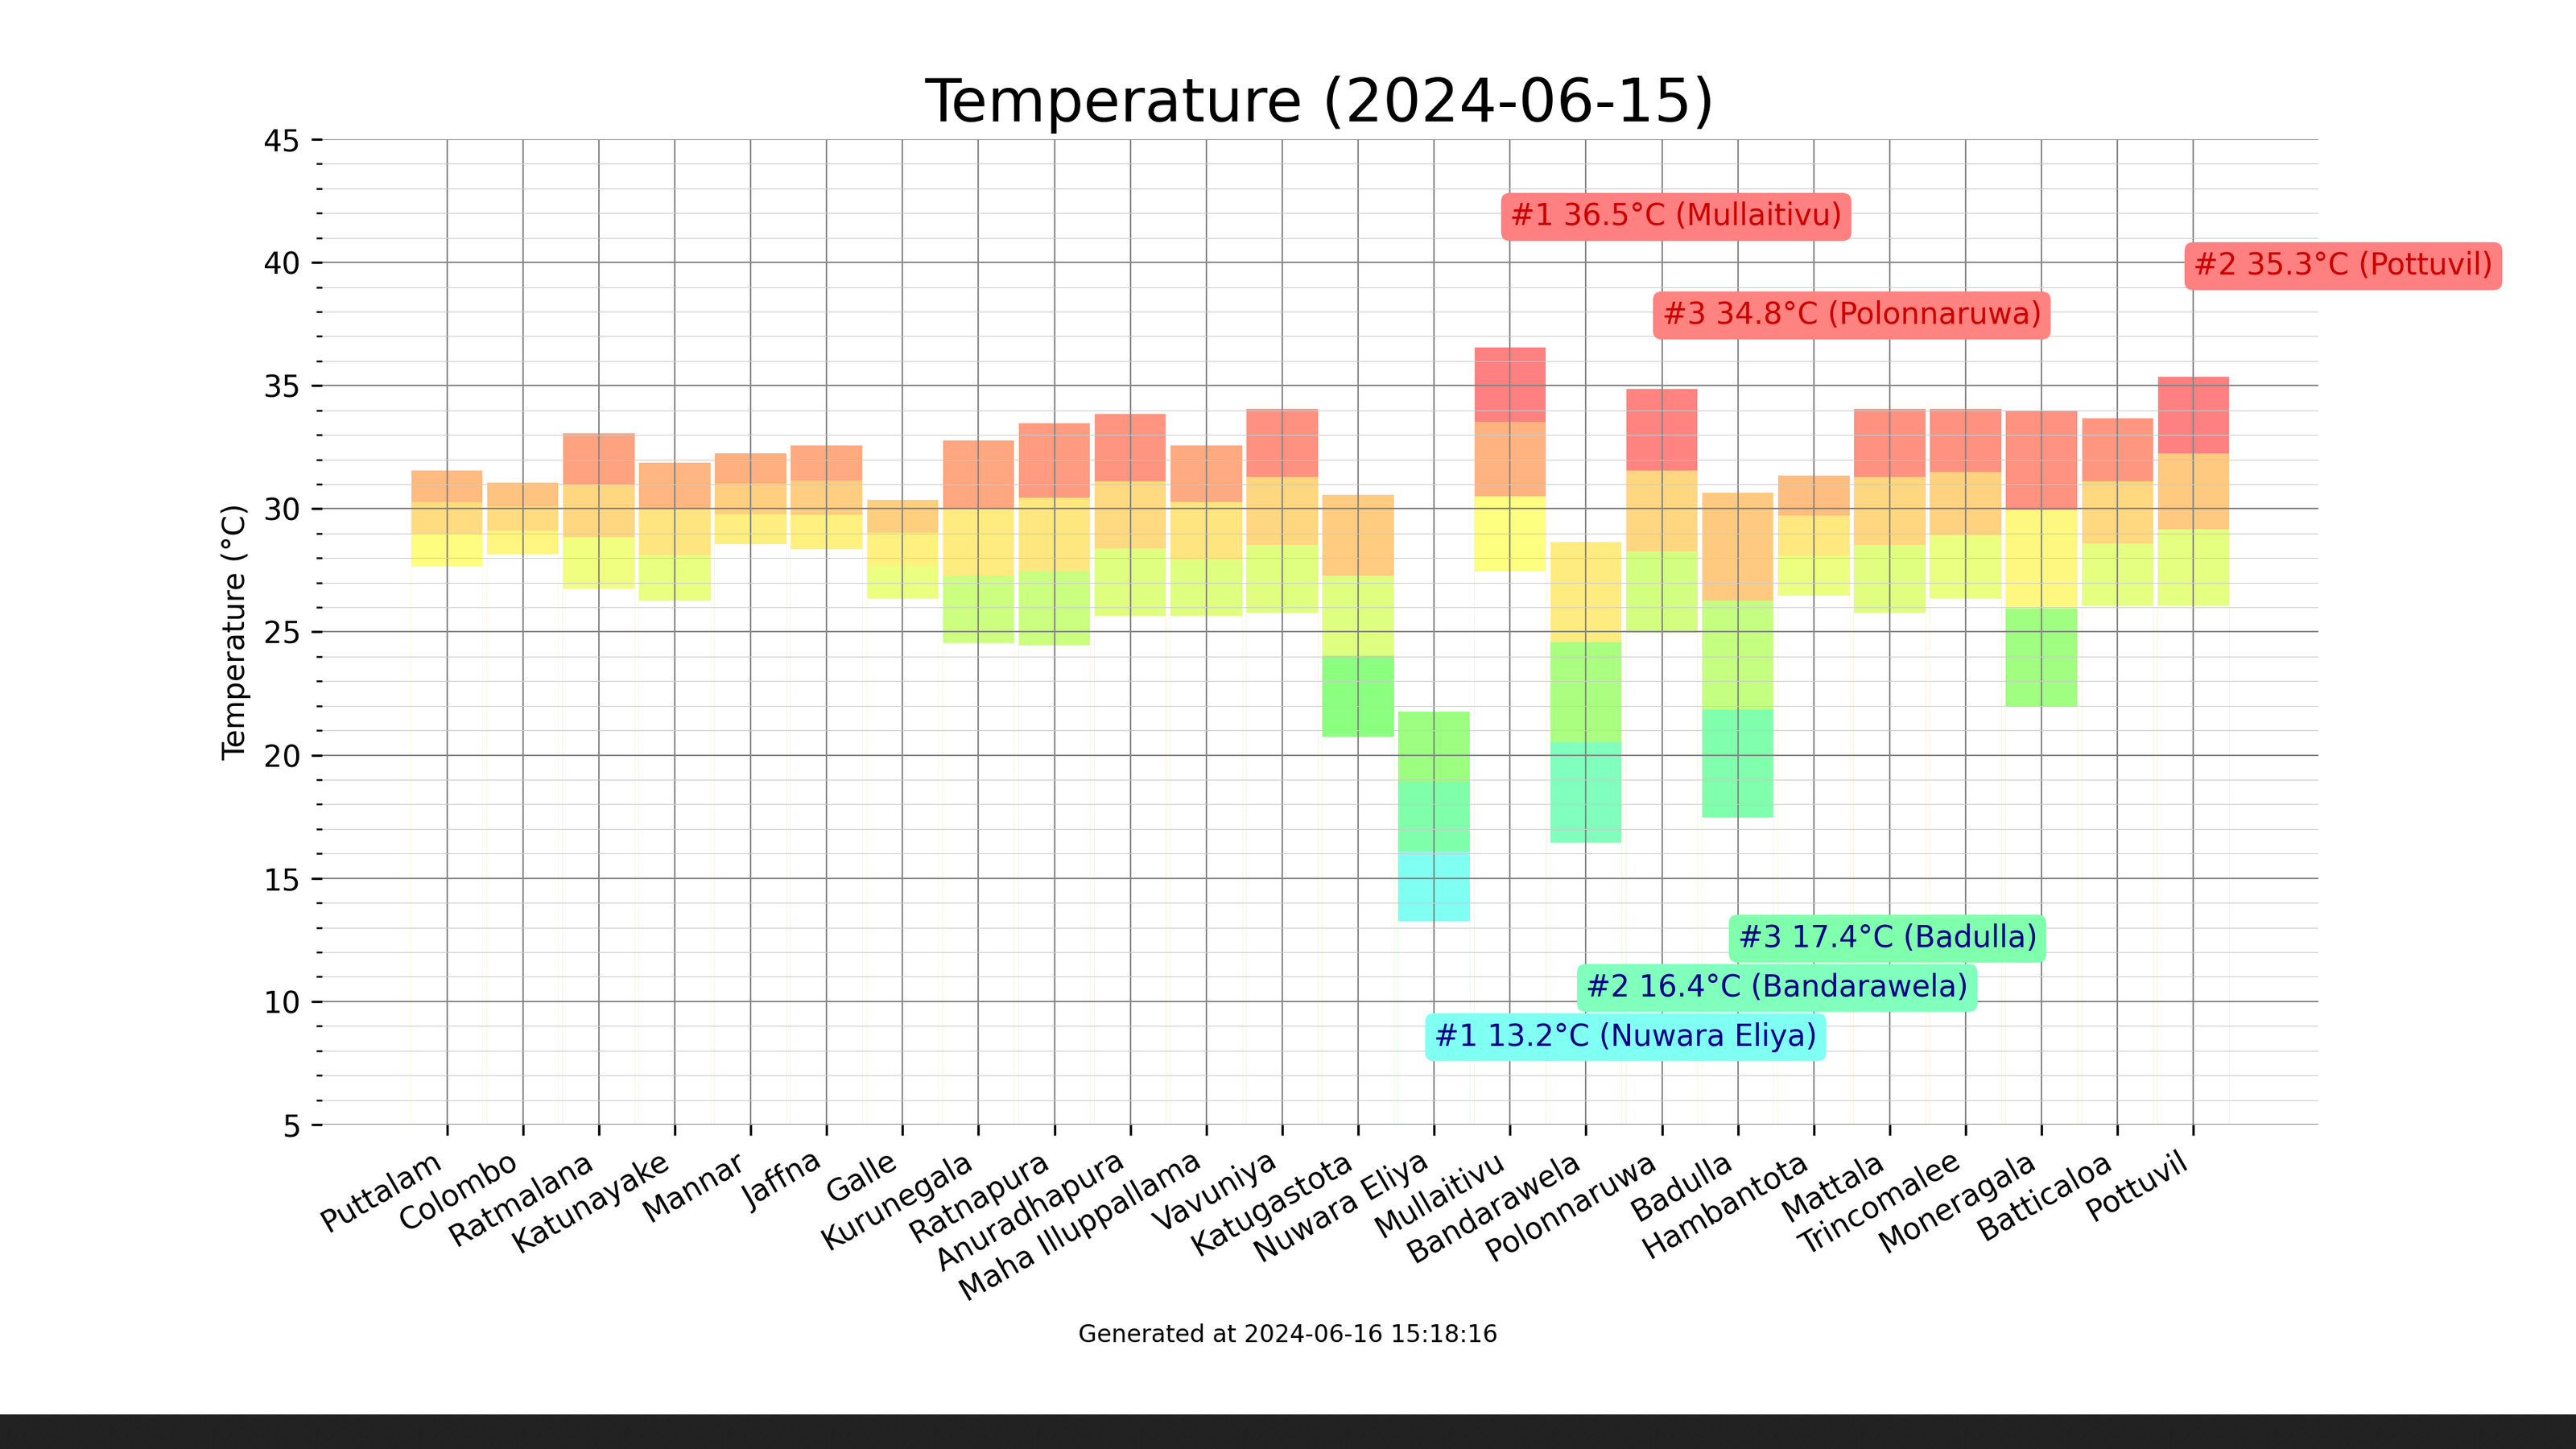 Temperature (2024-06-15)
Temperature (°C)
45
40
35
30
25
20
15
10
5
#1 36.5°C (Mullaitivu)
#2 35.3°C (Pottuvil)
#3 34.8°C (Polonnaruwa)
#3 17.4°C (Badulla)
#2 16.4°C (Bandarawela)
#1 13.2°C (Nuwara Eliya)
Puttalam
Colombo
Ratmalana
Katunayake
Mannar
Jaffna
Galle
Kurunegala
Ratnapura
Anuradhapura
Maha Illuppallama
Vavuniya
Katugastota
Nuwara Eliya
Mullaitivu
Bandarawela
Polonnaruwa
Badulla
Hambantota
Mattala
Trincomalee
Moneragala
Batticaloa
Pottuvil
Generated at 2024-06-16 15:18:16